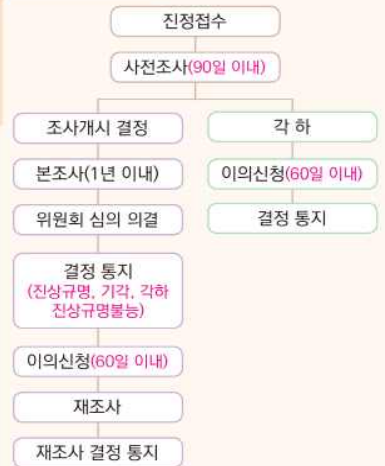 진정접수
사전조사(90일 이내)
조사개시 결정
각 하
본조사(1년 이내)
이의신청(60일 이내)
위원회 심의 의결
결정 통지
결정 통지
(진상규명, 기각, 각하
진상규명불능)
이의신청(60일 이내)
재조사
재조사 결정 통지